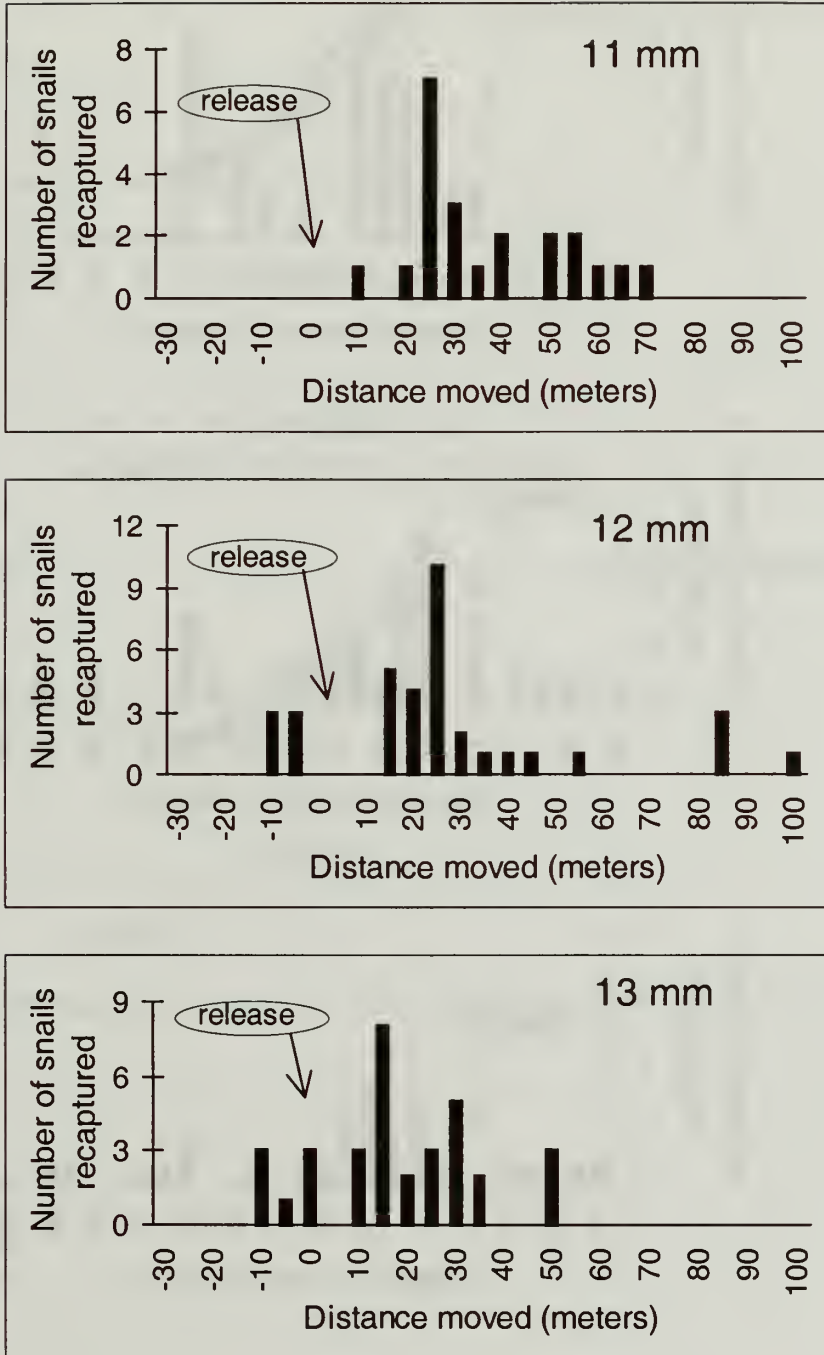 11 mm
Number of snails
recaptured
8
6
4
2
0
release
-30 -20 -10 0 10 20 30 40 50 60 70 80 90 100
Distance moved (meters)
12 mm
Number of snails
recaptured
12
9
6
3
0
release
-30 -20 -10 0 10 20 30 40 50 60 70 80 90 100
Distance moved (meters)
13 mm
Number of snails
recaptured
9
6
3
0
release
-30 -20 -10 0 10 20 30 40 50 60 70 80 90 100
Distance moved (meters)